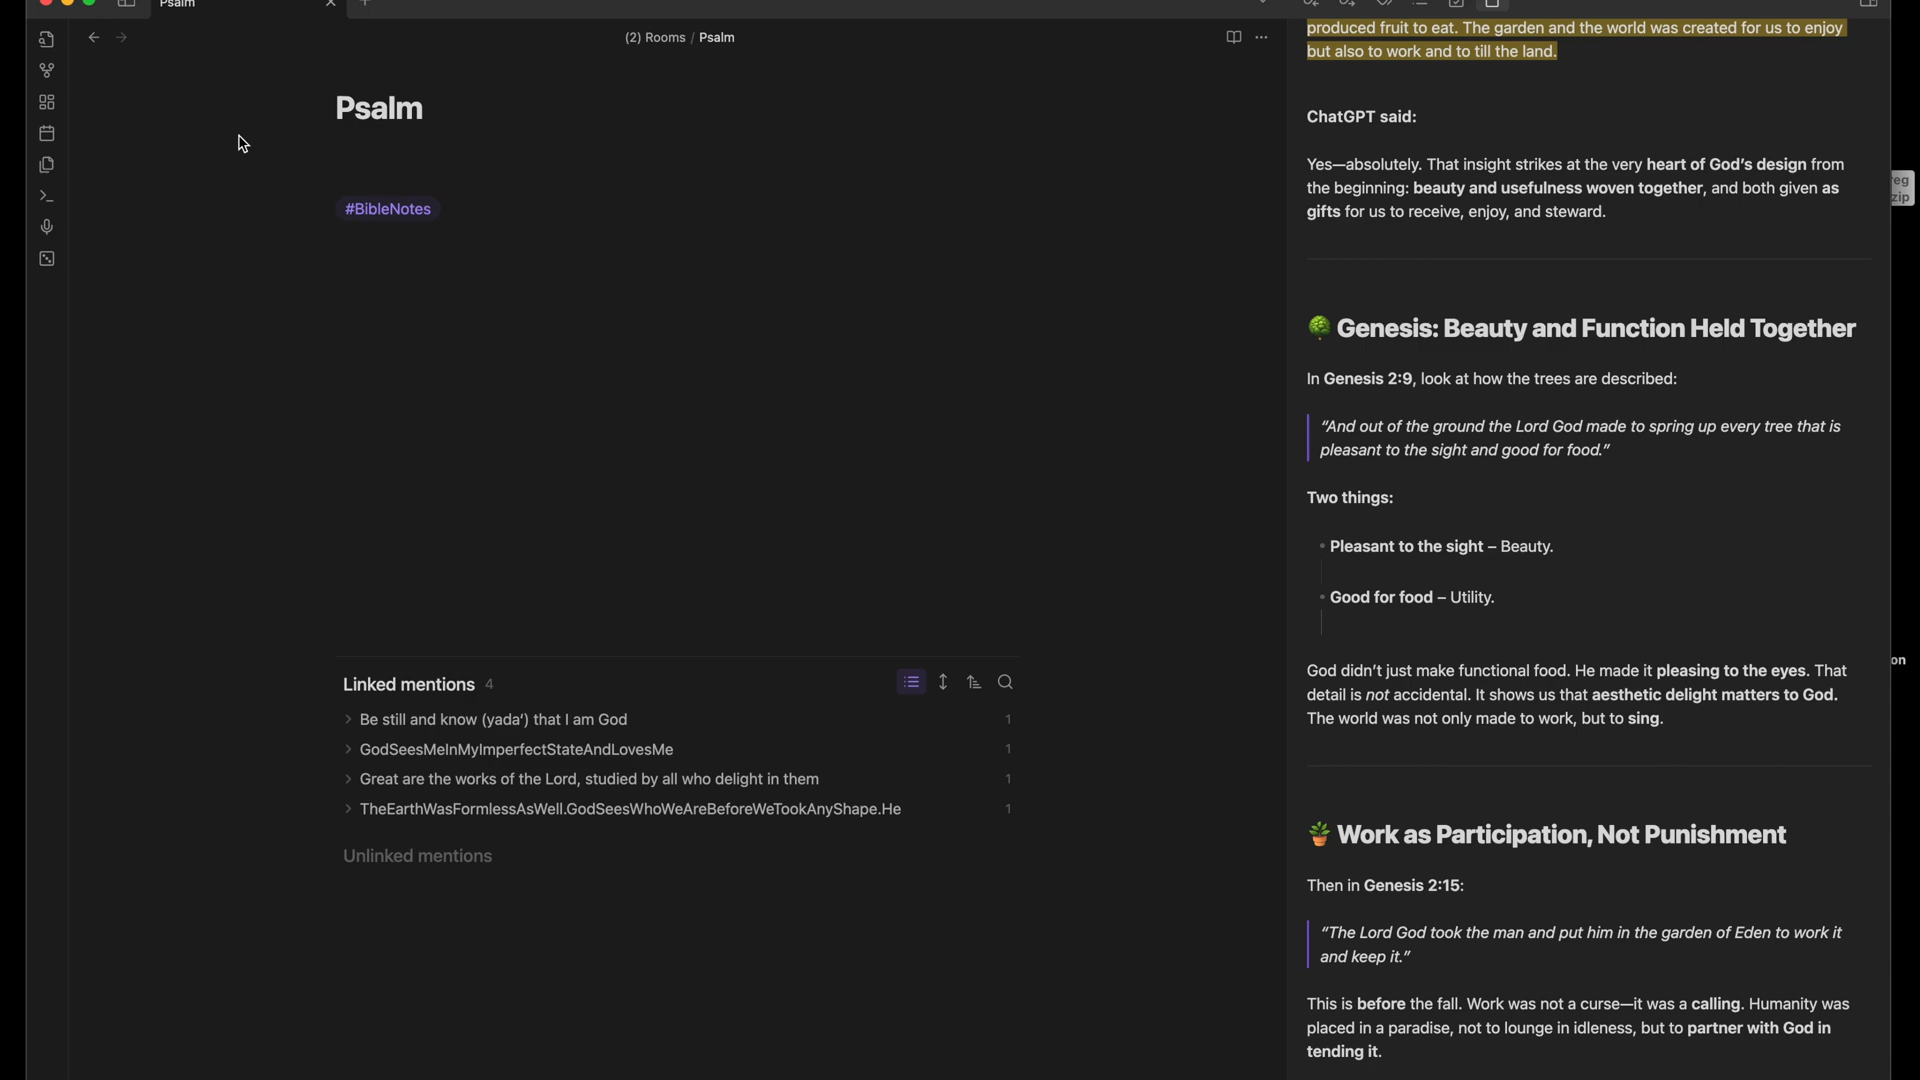 Psalm
(2) Rooms / Psalm
Psalm
#BibleNotes
Linked mentions 4
Be still and know (yada‘) that I am God 1
GodSeesMeInMyImperfectStateAndLovesMe 1
Great are the works of the Lord, studied by all who delight in them 1
TheEarthWasFormlessAsWell.GodSeesWhoWeAreBeforeWeTookAnyShape.He 1
Unlinked mentions
produced fruit to eat. The garden and the world was created for us to enjoy
but also to work and to till the land.
ChatGPT said:
Yes—absolutely. That insight strikes at the very heart of God’s design from
the beginning: beauty and usefulness woven together, and both given as
gifts for us to receive, enjoy, and steward.
Genesis: Beauty and Function Held Together
In Genesis 2:9, look at how the trees are described:
“And out of the ground the Lord God made to spring up every tree that is
pleasant to the sight and good for food.”
Two things:
• Pleasant to the sight – Beauty.
• Good for food – Utility.
God didn’t just make functional food. He made it pleasing to the eyes. That
detail is not accidental. It shows us that aesthetic delight matters to God.
The world was not only made to work, but to sing.
Work as Participation, Not Punishment
Then in Genesis 2:15:
“The Lord God took the man and put him in the garden of Eden to work it
and keep it.”
This is before the fall. Work was not a curse—it was a calling. Humanity was
placed in a paradise, not to lounge in idleness, but to partner with God in
tending it.
eg
zip
on